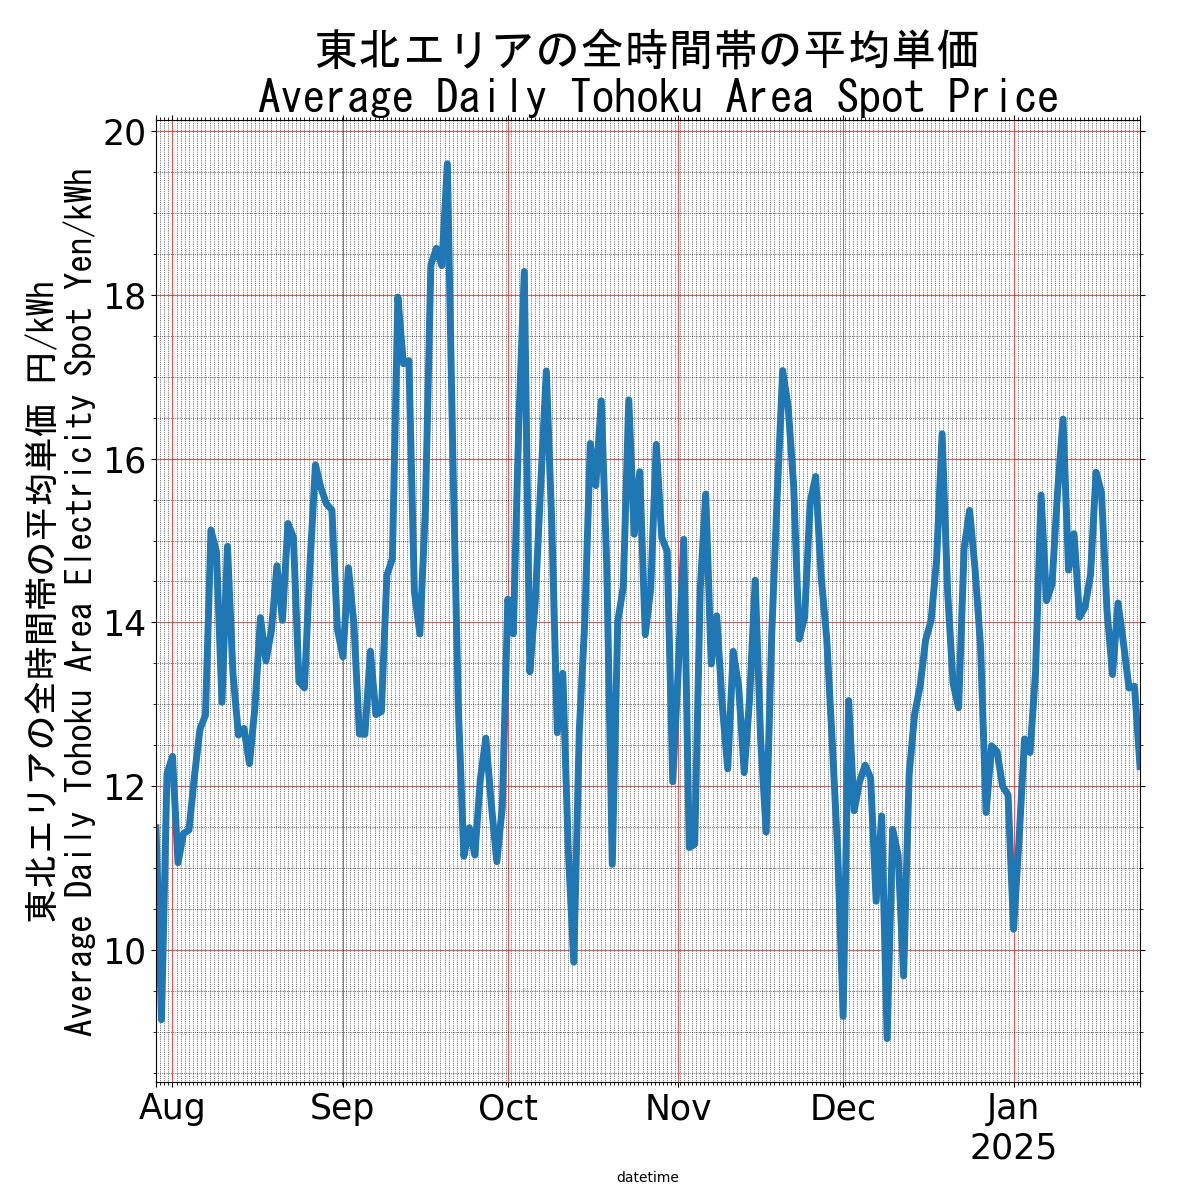 東北エリアの全時間帯の平均単価
Average Daily Tohoku Area Spot Price
東北エリアの全時間帯の平均単価 円/kWh
Average Daily Tohoku Area Electricity Spot Yen/kWh
20
18
16
14
12
10
Aug
Sep
Oct
Nov
Dec
Jan
2025
datetime